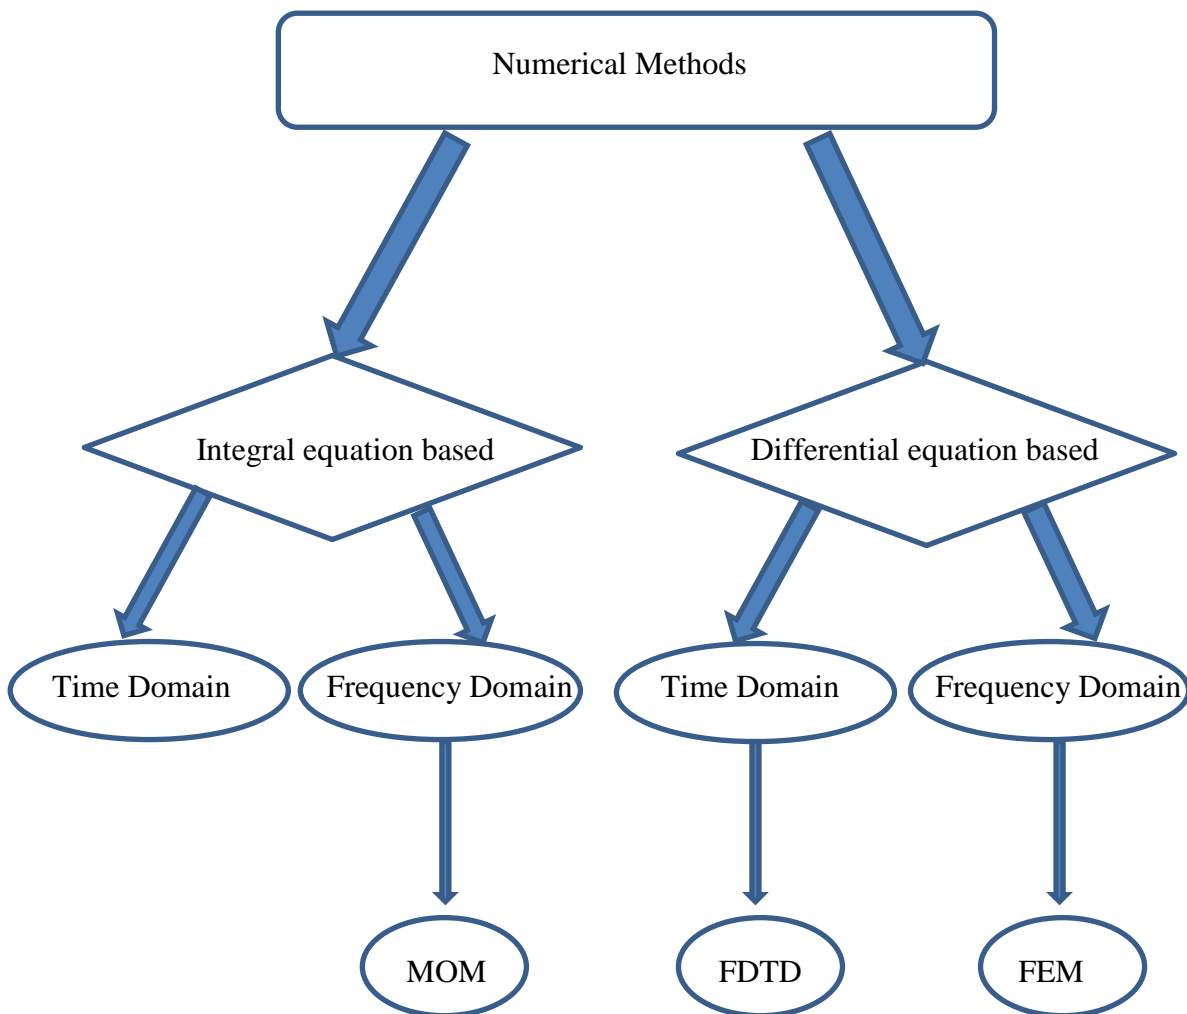 Numerical Methods
Integral equation based
Differential equation based
Time Domain
Frequency Domain
Time Domain
Frequency Domain
MOM
FDTD
FEM